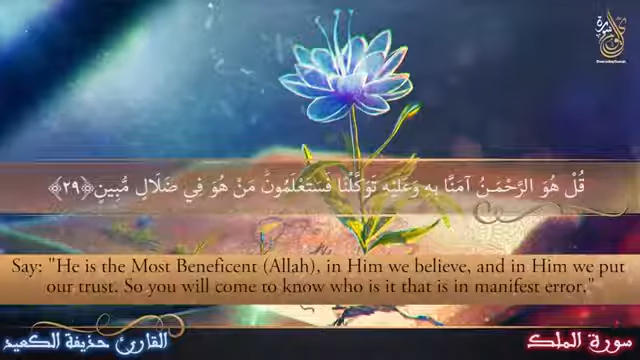 EverydaySurah
قُلْ هُوَ الرَّحْمَـٰنُ آمَنَّا بِهِ وَعَلَيْهِ تَوَكَّلْنَا فَسَتَعْلَمُونَ مَنْ هُوَ فِي ضَلَالٍ مُّبِينٍ ﴿٢٩﴾
Say: "He is the Most Beneficent (Allah), in Him we believe, and in Him we put
our trust. So you will come to know who is it that is in manifest error."
سورة الملك
القارئ حذيفة الكعيد